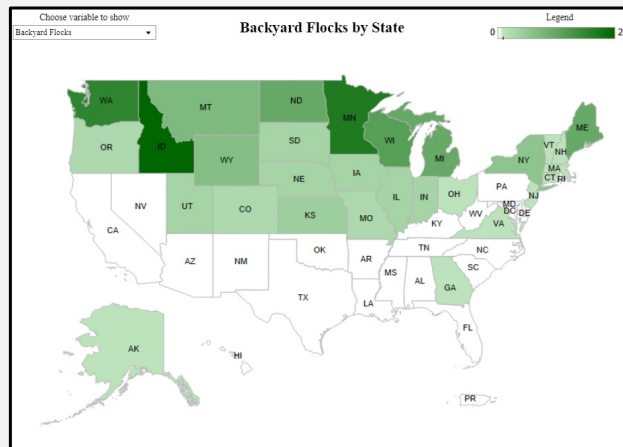 Choose variable to show
Backyard Flocks
Backyard Flocks by State
Legend
0
2
WA
MT
ND
MN
ME
VT
NH
OR
ID
SD
WI
MI
NY
MA
CT
RI
WY
IA
NE
NV
UT
CO
KS
MO
IL
IN
OH
PA
NJ
MD
DC
DE
WV
VA
KY
CA
AZ
NM
OK
AR
TN
NC
SC
MS
AL
GA
TX
LA
FL
AK
HI
PR